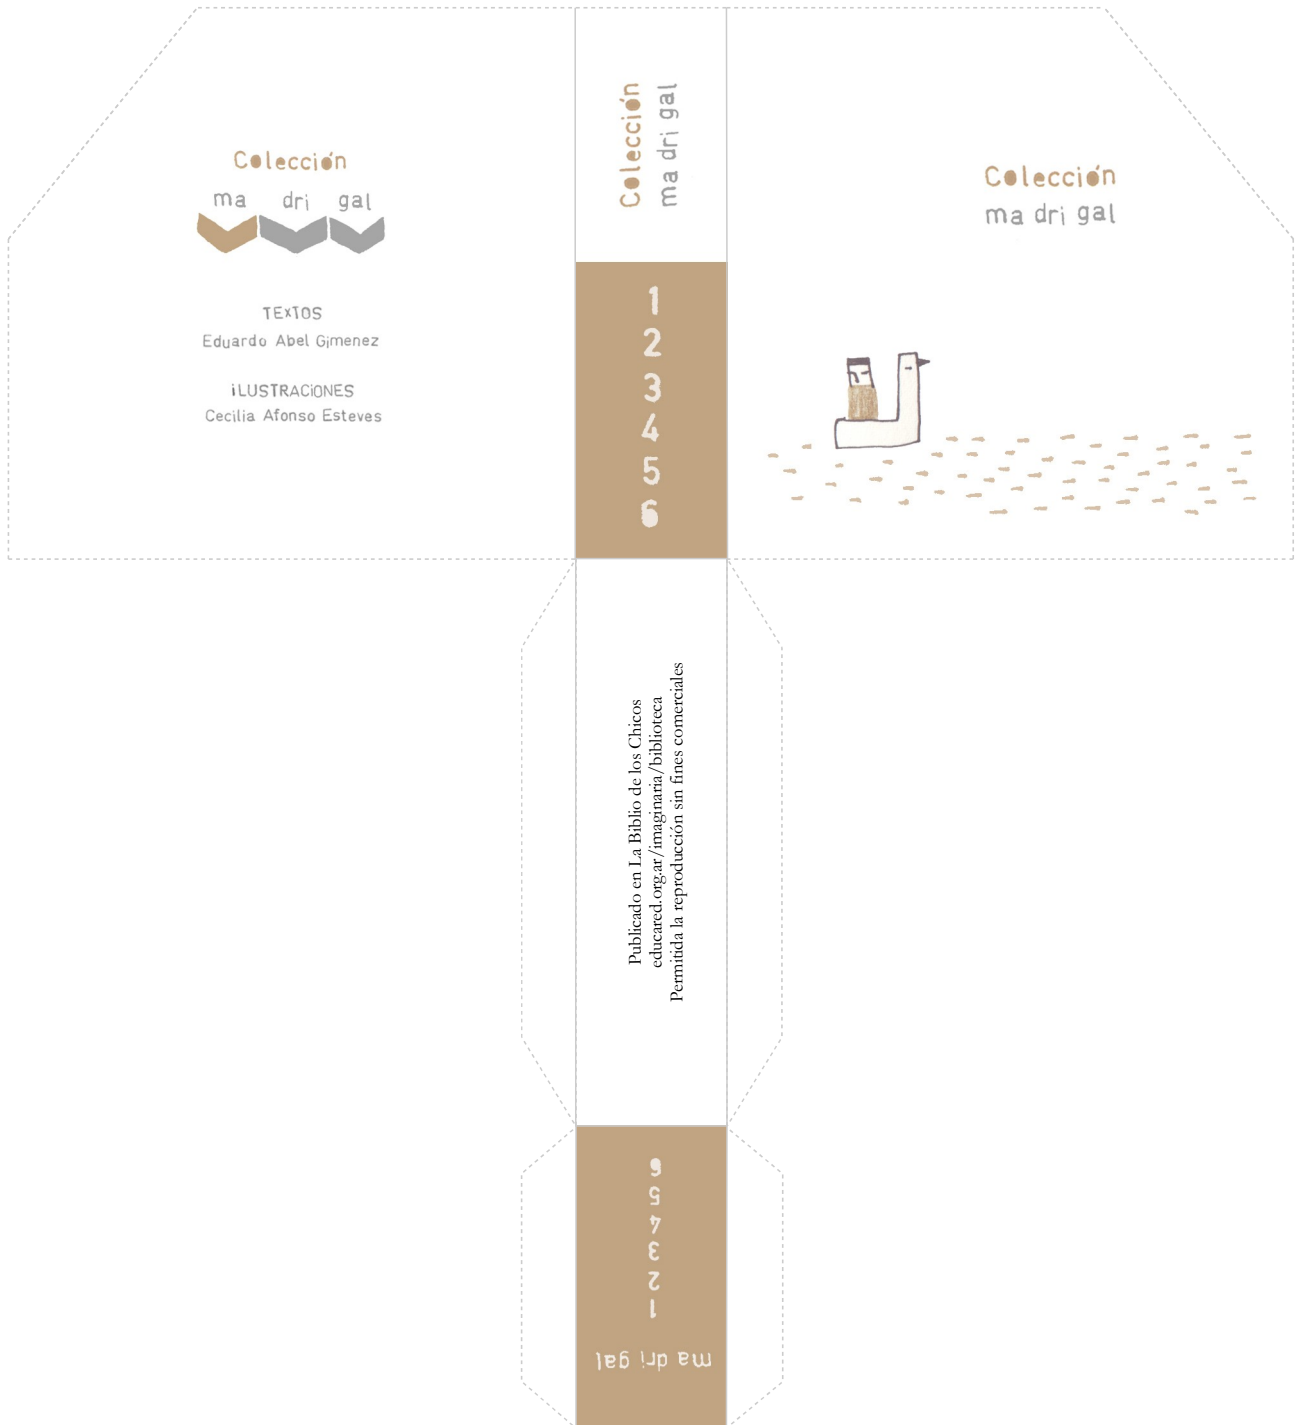 Colección
ma dri gal
TEXTOS
Eduardo Abel Gimenez
iLUSTRACiONES
Cecilia Afonso Esteves
Colección
ma dri gal
1
2
3
4
5
6
Colección
ma dri gal
Publicado en La Biblio de los Chicos
educared.org.ar/imaginaria/biblioteca
Permitida la reproducción sin fines comerciales
ma dri gal
1
2
3
4
5
6